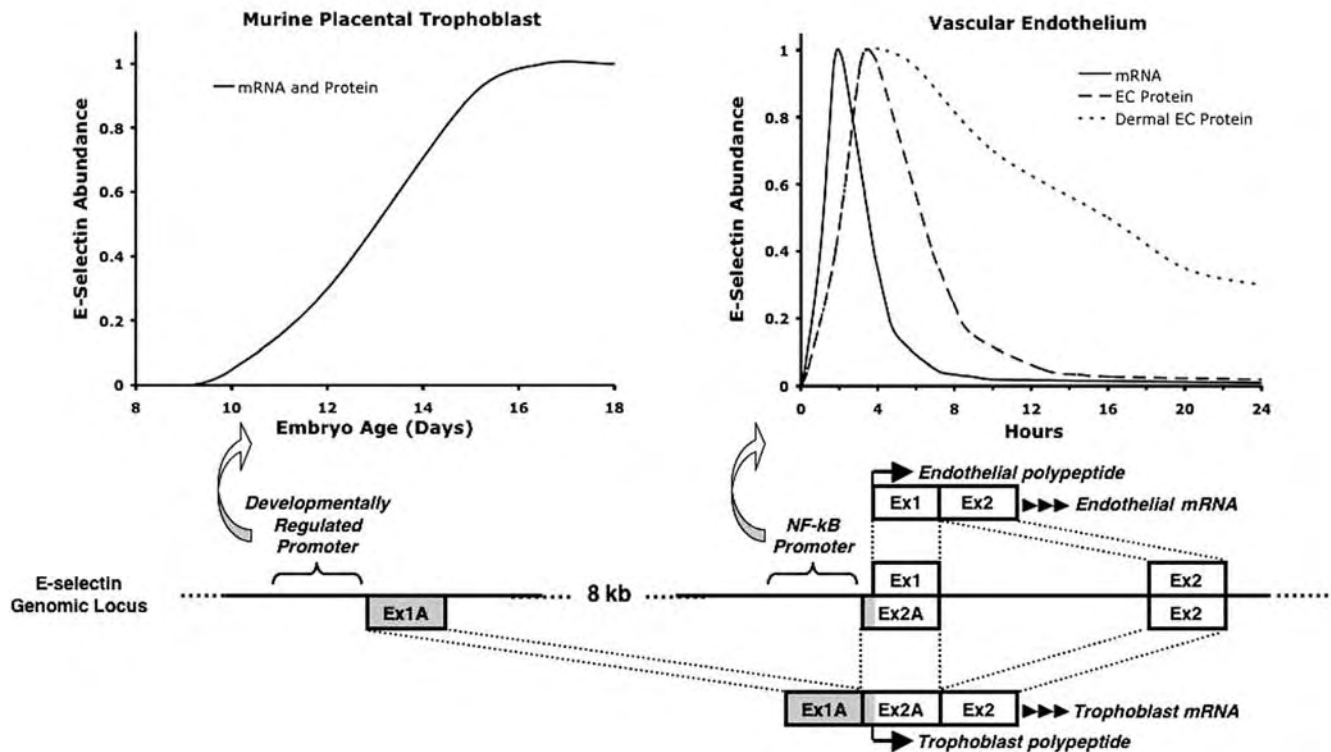 Murine Placental Trophoblast
E-Selectin Abundance
1
0.8
0.6
0.4
0.2
0
mRNA and Protein
8 10 12 14 16 18
Embryo Age (Days)
Vascular Endothelium
E-Selectin Abundance
1
0.8
0.6
0.4
0.2
0
mRNA
EC Protein
Dermal EC Protein
0 4 8 12 16 20 24
Hours
Developmentally
Regulated
Promoter
NF-kB
Promoter
Endothelial polypeptide
Ex1 Ex2 Endothelial mRNA
E-selectin
Genomic Locus
Ex1A
8 kb
Ex1
Ex2A
Ex2
Ex2
Ex1A Ex2A Ex2 Trophoblast mRNA
Trophoblast polypeptide